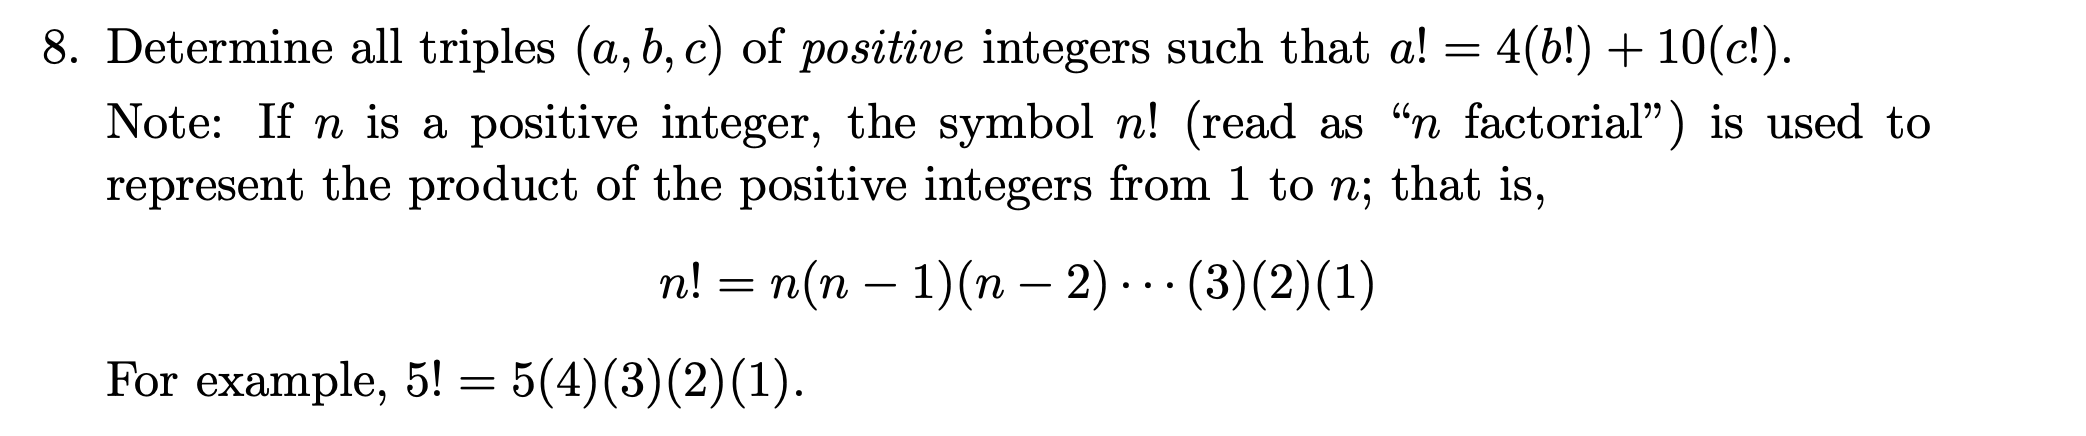 8. Determine all triples (a, b, c) of positive integers such that a! = 4(b!) + 10(c!).
Note: If n is a positive integer, the symbol n! (read as “n factorial”) is used to
represent the product of the positive integers from 1 to n; that is,
n! = n(n − 1)(n − 2) · · · (3)(2)(1)
For example, 5! = 5(4)(3)(2)(1).